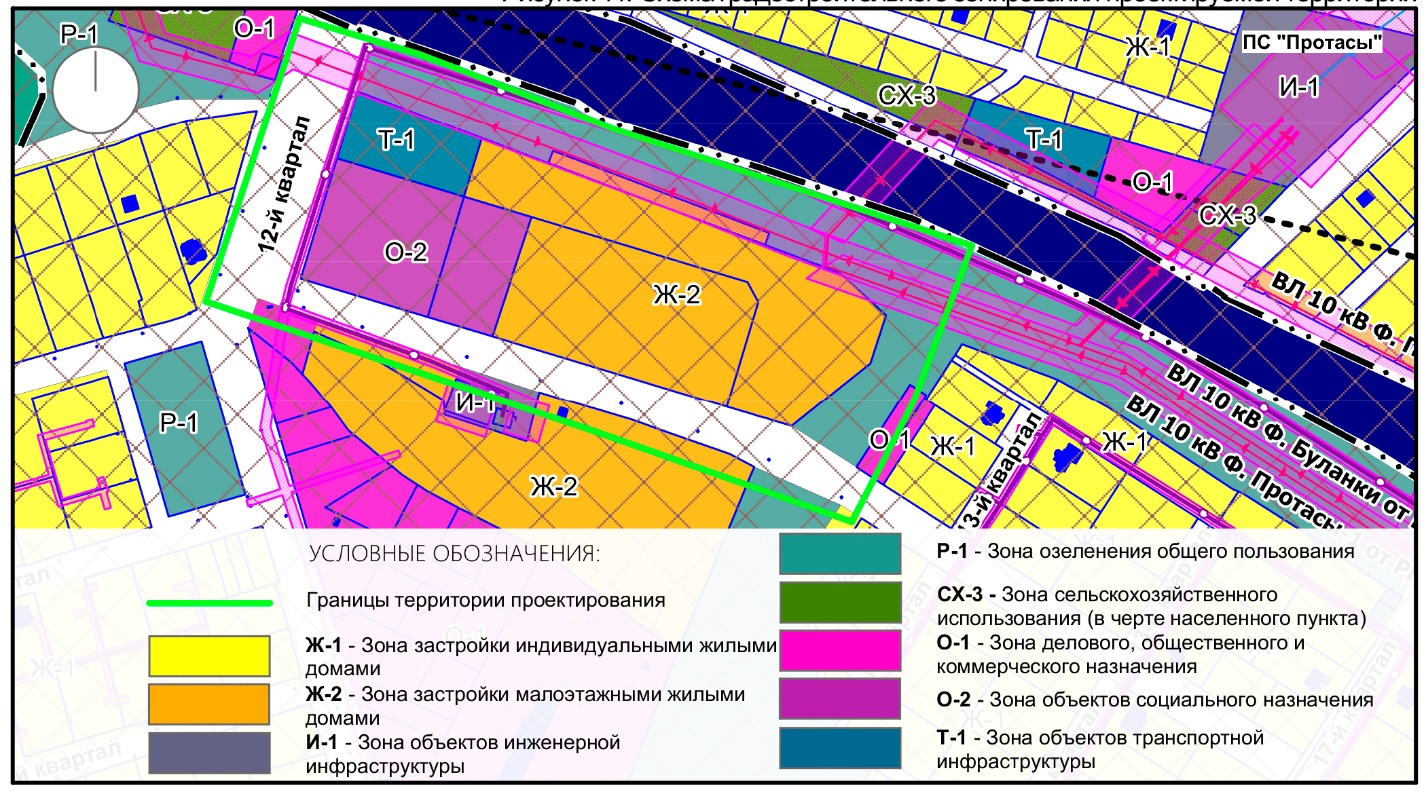 Р-1
О-1
Ж-1
ПС "Протасы"
И-1
СХ-3
Т-1
Т-1
О-1
12-й квартал
СХ-3
О-2
Ж-2
ВЛ 10 кВ Ф.
ВЛ 10 кВ Ф. Буланки от
ВЛ 10 кВ Ф. Протасы
И-1
Р-1
О-1
Ж-1
Ж-1
13-й квартал
Ж-2
УСЛОВНЫЕ ОБОЗНАЧЕНИЯ:
Границы территории проектирования
Ж-1 - Зона застройки индивидуальными жилыми
домами
Ж-2 - Зона застройки малоэтажными жилыми
домами
И-1 - Зона объектов инженерной
инфраструктуры
Р-1 - Зона озеленения общего пользования
СХ-3 - Зона сельскохозяйственного
использования (в черте населенного пункта)
О-1 - Зона делового, общественного и
коммерческого назначения
О-2 - Зона объектов социального назначения
Т-1 - Зона объектов транспортной
инфраструктуры